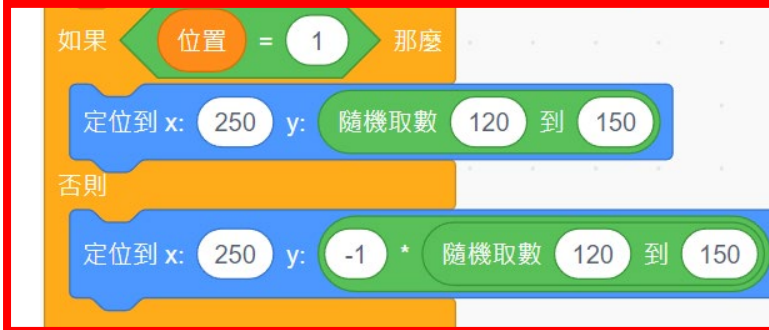 如果 位置 = 1 那麼
定位到 x: 250 y: 隨機取數 120 到 150
否則
定位到 x: 250 y: -1 * 隨機取數 120 到 150